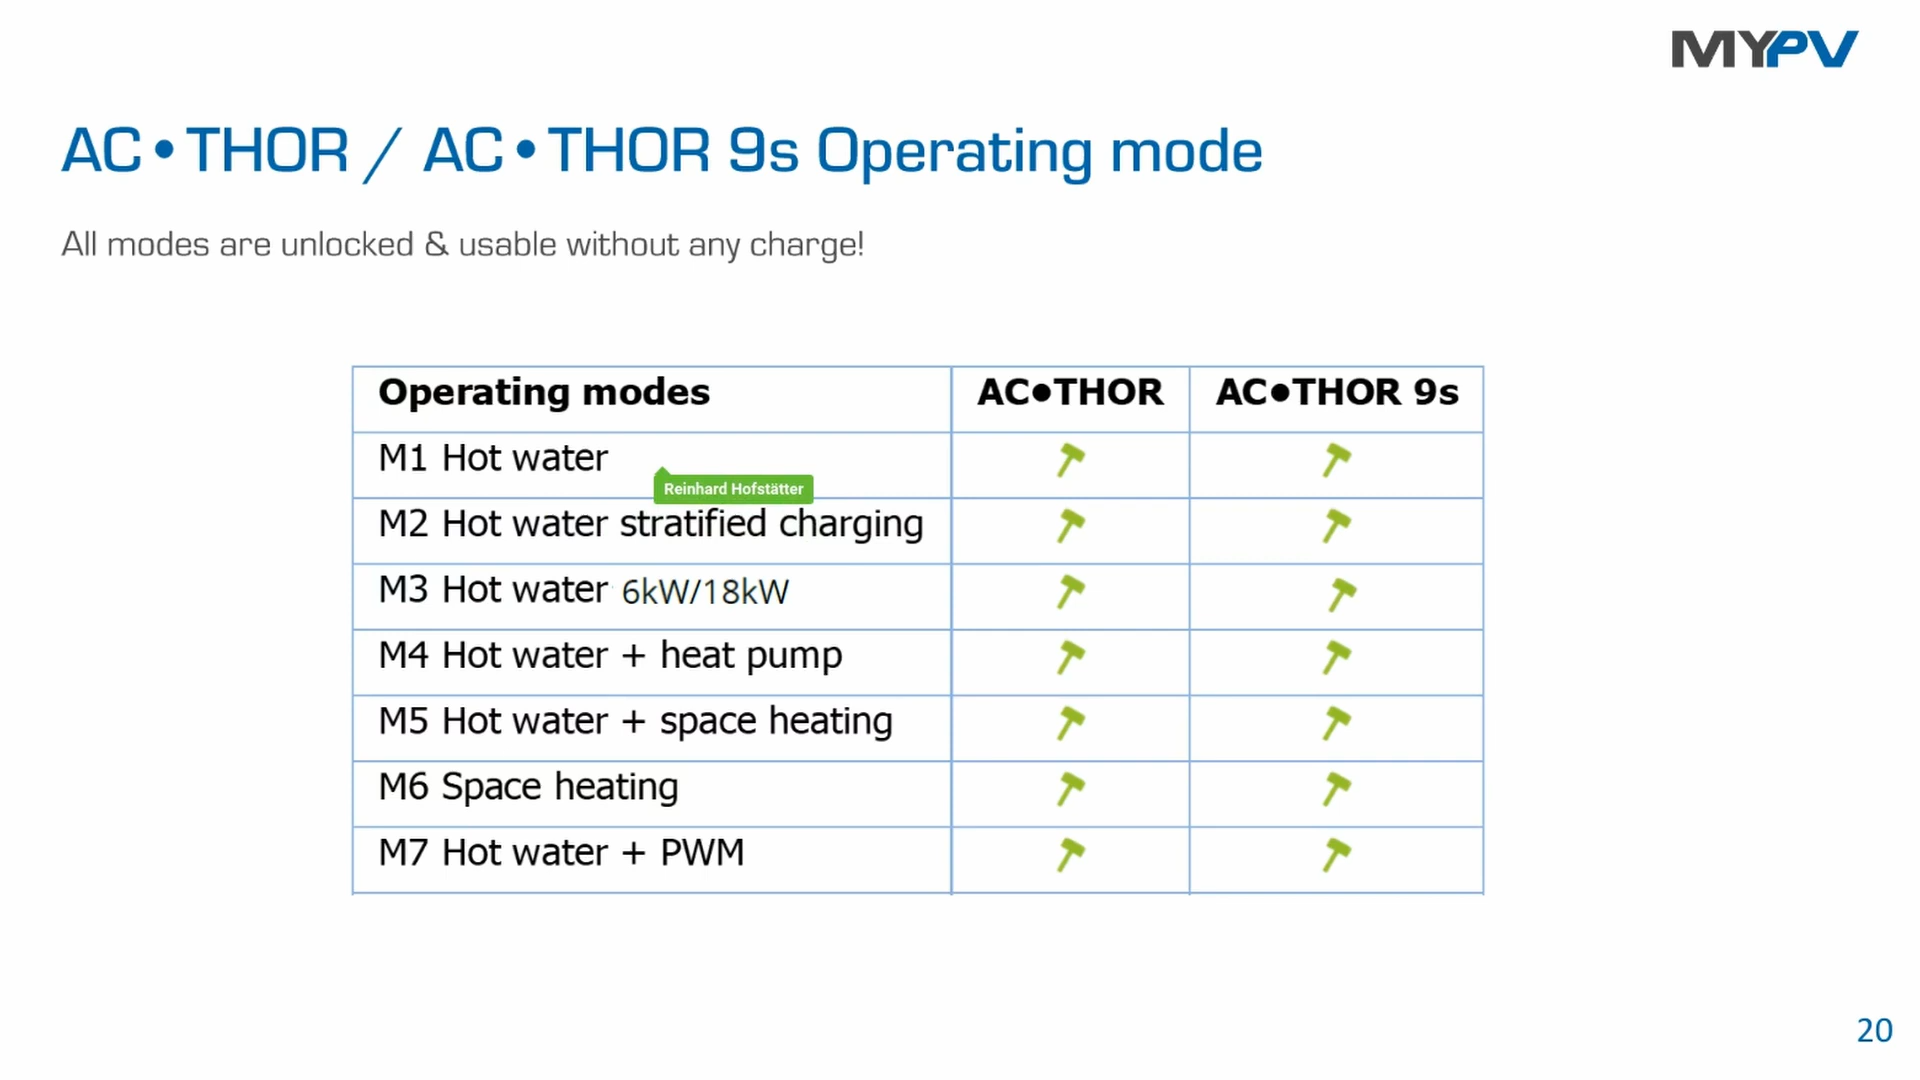 MYPV
AC•THOR / AC•THOR 9s Operating mode
All modes are unlocked & usable without any charge!
Operating modes AC•THOR AC•THOR 9s
M1 Hot water
Reinhard Hofstätter
M2 Hot water stratified charging
M3 Hot water 6kW/18kW
M4 Hot water + heat pump
M5 Hot water + space heating
M6 Space heating
M7 Hot water + PWM
20